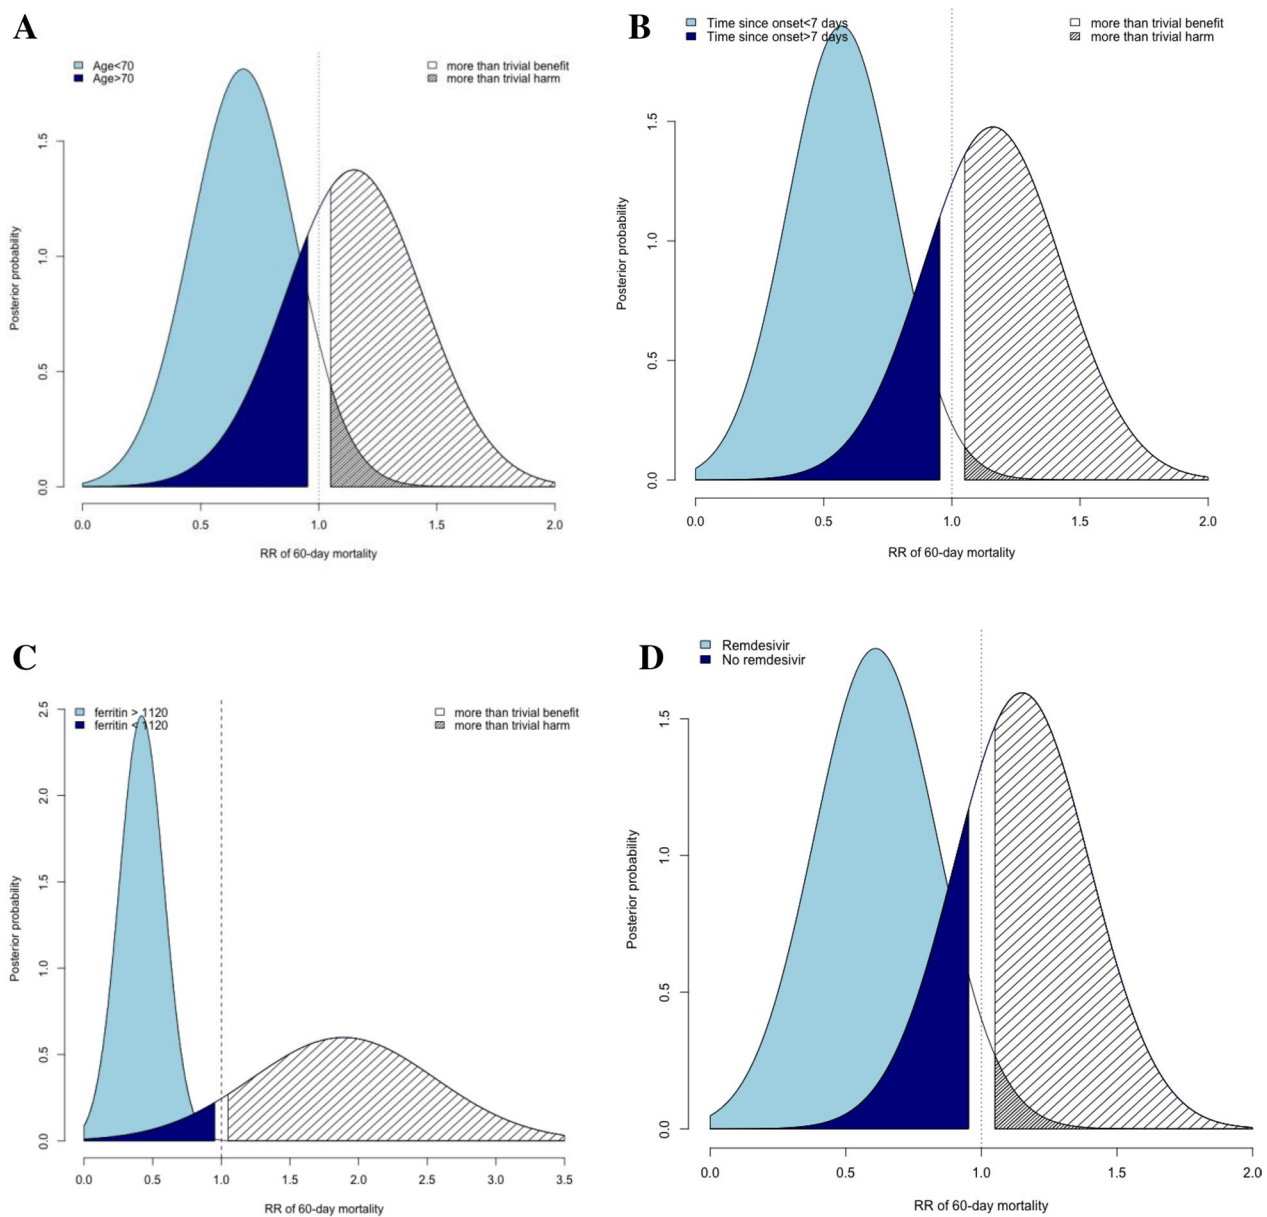 A
Age<70
Age>70
more than trivial benefit
more than trivial harm
Posterior probability
0.0
0.5
1.0
1.5
0.0 0.5 1.0 1.5 2.0
RR of 60-day mortality
B
Time since onset<7 days
Time since onset>7 days
more than trivial benefit
more than trivial harm
Posterior probability
0.0
0.5
1.0
1.5
0.0 0.5 1.0 1.5 2.0
RR of 60-day mortality
C
ferritin > 1120
ferritin < 1120
more than trivial benefit
more than trivial harm
Posterior probability
0.0
0.5
1.0
1.5
2.0
2.5
0.0 0.5 1.0 1.5 2.0 2.5 3.0 3.5
RR of 60-day mortality
D
Remdesivir
No remdesivir
Posterior probability
0.0
0.5
1.0
1.5
0.0 0.5 1.0 1.5 2.0
RR of 60-day mortality